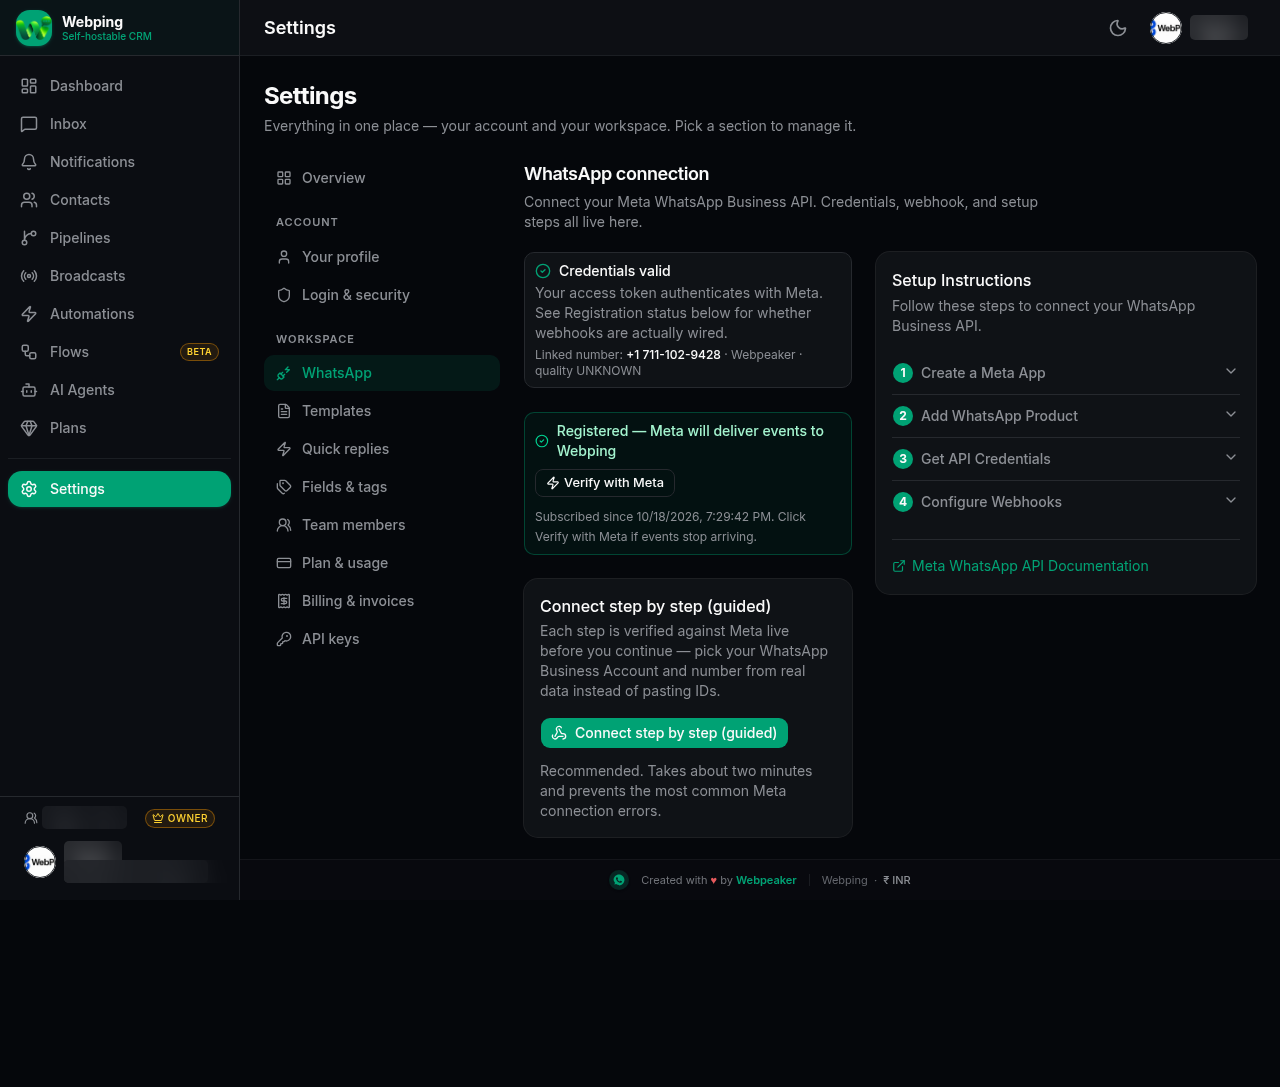 Webping
Self-hostable CRM
Dashboard
Inbox
Notifications
Contacts
Pipelines
Broadcasts
Automations
Flows
BETA
AI Agents
Plans
Settings
OWNER
WebP
Settings
WebP
Settings
Everything in one place — your account and your workspace. Pick a section to manage it.
Overview
ACCOUNT
Your profile
Login & security
WORKSPACE
WhatsApp
Templates
Quick replies
Fields & tags
Team members
Plan & usage
Billing & invoices
API keys
WhatsApp connection
Connect your Meta WhatsApp Business API. Credentials, webhook, and setup
steps all live here.
Credentials valid
Your access token authenticates with Meta.
See Registration status below for whether
webhooks are actually wired.
Linked number: +1 711-102-9428 · Webpeaker ·
quality UNKNOWN
Registered — Meta will deliver events to
Webping
Verify with Meta
Subscribed since 10/18/2026, 7:29:42 PM. Click
Verify with Meta if events stop arriving.
Connect step by step (guided)
Each step is verified against Meta live
before you continue — pick your WhatsApp
Business Account and number from real
data instead of pasting IDs.
Connect step by step (guided)
Recommended. Takes about two minutes
and prevents the most common Meta
connection errors.
Setup Instructions
Follow these steps to connect your WhatsApp
Business API.
1 Create a Meta App
2 Add WhatsApp Product
3 Get API Credentials
4 Configure Webhooks
Meta WhatsApp API Documentation
Created with ♥ by Webpeaker
Webping · ₹ INR